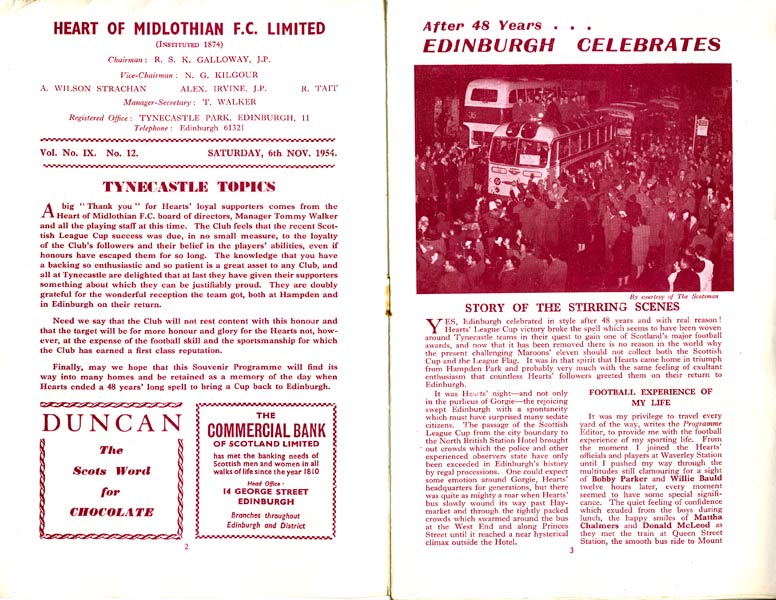 HEART OF MIDLOTHIAN F.C. LIMITED
(INSTITUTED 1874)
Chairman: R. S. K. GALLOWAY, J.P.
Vice-Chairman: N. G. KILGOUR
A. WILSON STRACHAN ALEX. IRVINE, J.P. R. TAIT
Manager-Secretary: T. WALKER
Registered Office: TYNECASTLE PARK, EDINBURGH, 11
Telephone: Edinburgh 61321
Vol. No. IX. No. 12. SATURDAY, 6th NOV. 1954.
TYNECASTLE TOPICS
A big "Thank you" for Hearts' loyal supporters comes from the
Heart of Midlothian F.C. board of directors, Manager Tommy Walker
and all the playing staff at this time. The Club feels that the recent Scot-
tish League Cup success was due, in no small measure, to the loyalty
of the Club's followers and their belief in the players' abilities, even if
honours have escaped them for so long. The knowledge that you have
a backing so enthusiastic and so patient is a great asset to any Club, and
all at Tynecastle are delighted that at last they have given their supporters
something about which they can be justifiably proud. They are doubly
grateful for the wonderful reception the team got, both at Hampden and
in Edinburgh on their return.
Need we say that the Club will not rest content with this honour and
that the target will be for more honour and glory for the Hearts not, how-
ever, at the expense of the football skill and the sportsmanship for which
the Club has earned a first class reputation.
Finally, may we hope that this Souvenir Programme will find its
way into many homes and be retained as a memory of the day when
Hearts ended a 48 years' long spell to bring a Cup back to Edinburgh.
DUNCAN
The
Scots Word
for
CHOCOLATE
THE
COMMERCIAL BANK
OF SCOTLAND LIMITED
has met the banking needs of
Scottish men and women in all
walks of life since the year 1810
Head Office -
14 GEORGE STREET
EDINBURGH
Branches throughout
Edinburgh and District
2
After 48 Years . . .
EDINBURGH CELEBRATES
By courtesy of The Scotsman
STORY OF THE STIRRING SCENES
YES, Edinburgh celebrated in style after 48 years and with real reason!
Hearts' League Cup victory broke the spell which seems to have been woven
around Tynecastle teams in their quest to gain one of Scotland's major football
awards, and now that it has been removed there is no reason in the world why
the present challenging Maroons' eleven should not collect both the Scottish
Cup and the League Flag. It was in that spirit that Hearts came home in triumph
from Hampden Park and probably very much with the same feeling of exultant
enthusiasm that countless Hearts' followers greeted them on their return to
Edinburgh.
It was Hearts' night—and not only
in the purlieus of Gorgie—the rejoicing
swept Edinburgh with a spontaneity
which must have surprised many sedate
citizens. The passage of the Scottish
League Cup from the city boundary to
the North British Station Hotel brought
out crowds which the police and other
experienced observers state have only
been exceeded in Edinburgh's history
by regal processions. One could expect
some emotion around Gorgie, Hearts'
headquarters for generations, but there
was quite as mighty a roar when Hearts'
bus slowly wound its way past Hay-
market and through the tightly packed
crowds which swarmed around the bus
at the West End and along Princes
Street until it reached a near hysterical
climax outside the Hotel.
FOOTBALL EXPERIENCE OF
MY LIFE
It was my privilege to travel every
yard of the way, writes the Programme
Editor, to provide me with the football
experience of my sporting life. From
the moment I joined the Hearts'
officials and players at Waverley Station
until I pushed my way through the
multitudes still clamouring for a sight
of Bobby Parker and Willie Bauld
twelve hours later, every moment
seemed to have some special signifi-
cance. The quiet feeling of confidence
which exuded from the boys during
lunch, the happy smiles of Mattha
Chalmers and Donald McLeod as
they met the train at Queen Street
Station, the smooth bus ride to Mount
3